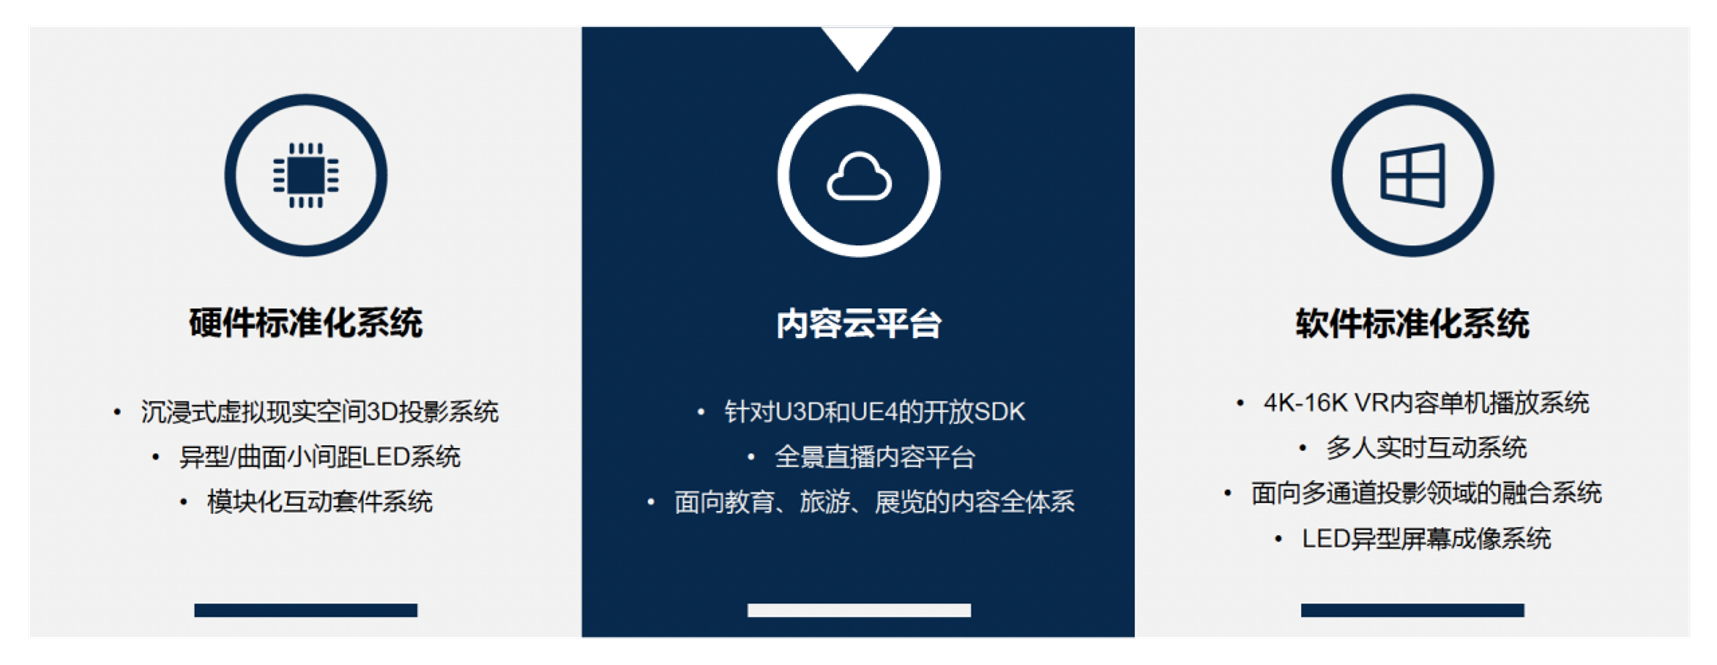 硬件标准化系统
• 沉浸式虚拟现实空间3D投影系统
• 异型/曲面小间距LED系统
• 模块化互动套件系统
内容云平台
• 针对U3D和UE4的开放SDK
• 全景直播内容平台
• 面向教育、旅游、展览的内容全体系
软件标准化系统
• 4K-16K VR内容单机播放系统
• 多人实时互动系统
• 面向多通道投影领域的融合系统
• LED异型屏幕成像系统